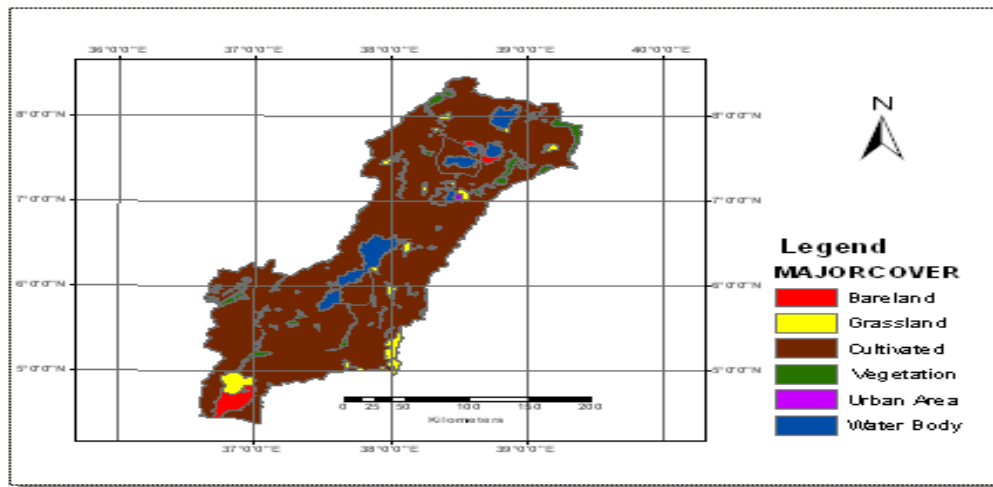 36°0'0"E 37°0'0"E 38°0'0"E 39°0'0"E 40°0'0"E
8°0'0"N 8°0'0"N
7°0'0"N 7°0'0"N
6°0'0"N 6°0'0"N
5°0'0"N 5°0'0"N
37°0'0"E 38°0'0"E 39°0'0"E
0 25 50 100 150 200
Kilometers
N
Legend
MAJORCOVER
Bareland
Grassland
Cultivated
Vegetation
Urban Area
Water Body